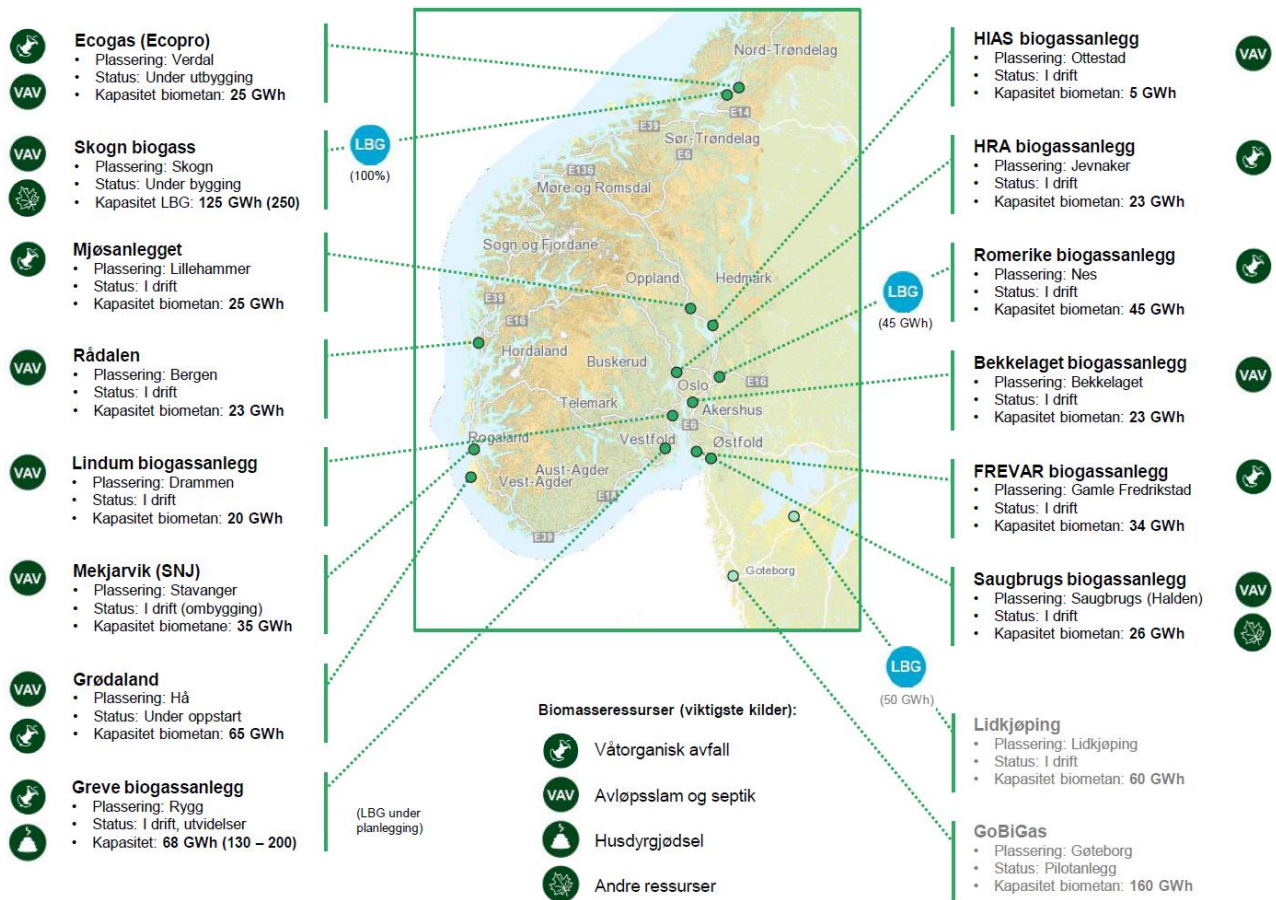 Ecogas (Ecopro)
• Plassering: Verdal
• Status: Under utbygging
• Kapasitet biometan: 25 GWh
VAV
Skogn biogass
• Plassering: Skogn
• Status: Under bygging
• Kapasitet LBG: 125 GWh (250)
VAV
LBG
(100%)
Mjøsanlegget
• Plassering: Lillehammer
• Status: I drift
• Kapasitet biometan: 25 GWh
Rådalen
• Plassering: Bergen
• Status: I drift
• Kapasitet biometan: 23 GWh
VAV
Lindum biogassanlegg
• Plassering: Drammen
• Status: I drift
• Kapasitet biometan: 20 GWh
VAV
Mekjarvik (SNJ)
• Plassering: Stavanger
• Status: I drift (ombygging)
• Kapasitet biometane: 35 GWh
VAV
Grødaland
• Plassering: Hå
• Status: Under oppstart
• Kapasitet biometan: 65 GWh
VAV
Greve biogassanlegg
• Plassering: Rygg
• Status: I drift, utvidelser
• Kapasitet: 68 GWh (130 – 200)
(LBG under
planlegging)
Nord-Trøndelag
E14
E39
Sør-Trøndelag
E6
E136
Møre og Romsdal
Sogn og Fjordane
Oppland
Hedmark
E39
E16
Hordaland
Buskerud
Oslo
E16
Telemark
Akershus
E6
Rogaland
Vestfold
Østfold
Aust-Agder
Vest-Agder
E18
E39
Goteborg
Biomasseressurser (viktigste kilder):
Våtorganisk avfall
VAV
Avløpsslam og septik
Husdyrgjødsel
Andre ressurser
HIAS biogassanlegg
• Plassering: Ottestad
• Status: I drift
• Kapasitet biometan: 5 GWh
VAV
HRA biogassanlegg
• Plassering: Jevnaker
• Status: I drift
• Kapasitet biometan: 23 GWh
Romerike biogassanlegg
• Plassering: Nes
• Status: I drift
• Kapasitet biometan: 45 GWh
LBG
(45 GWh)
Bekkelaget biogassanlegg
• Plassering: Bekkelaget
• Status: I drift
• Kapasitet biometan: 23 GWh
VAV
FREVAR biogassanlegg
• Plassering: Gamle Fredrikstad
• Status: I drift
• Kapasitet biometan: 34 GWh
Saugbrugs biogassanlegg
• Plassering: Saugbrugs (Halden)
• Status: I drift
• Kapasitet biometan: 26 GWh
VAV
LBG
(50 GWh)
Lidkjøping
• Plassering: Lidkjøping
• Status: I drift
• Kapasitet biometan: 60 GWh
GoBiGas
• Plassering: Gøteborg
• Status: Pilotanlegg
• Kapasitet biometan: 160 GWh